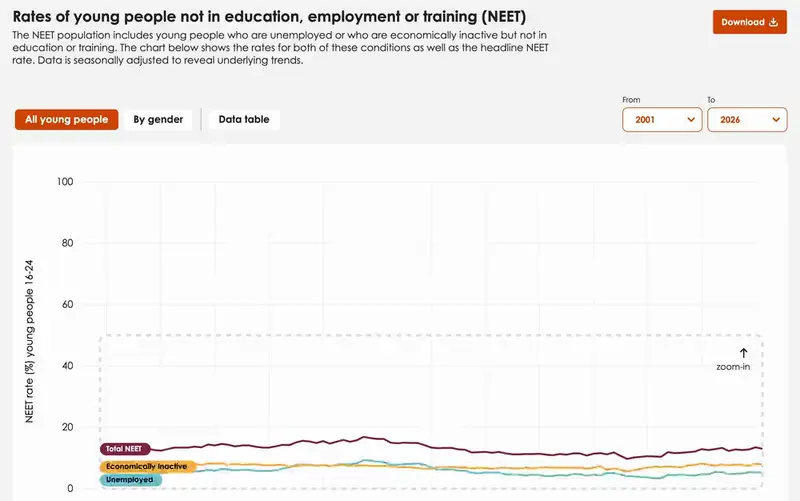 Rates of young people not in education, employment or training (NEET)
Download
The NEET population includes young people who are unemployed or who are economically inactive but not in
education or training. The chart below shows the rates for both of these conditions as well as the headline NEET
rate. Data is seasonally adjusted to reveal underlying trends.
From
To
All young people
By gender
Data table
2001
2026
100
80
60
40
20
0
NEET rate (%) young people 16-24
zoom-in
Total NEET
Economically Inactive
Unemployed